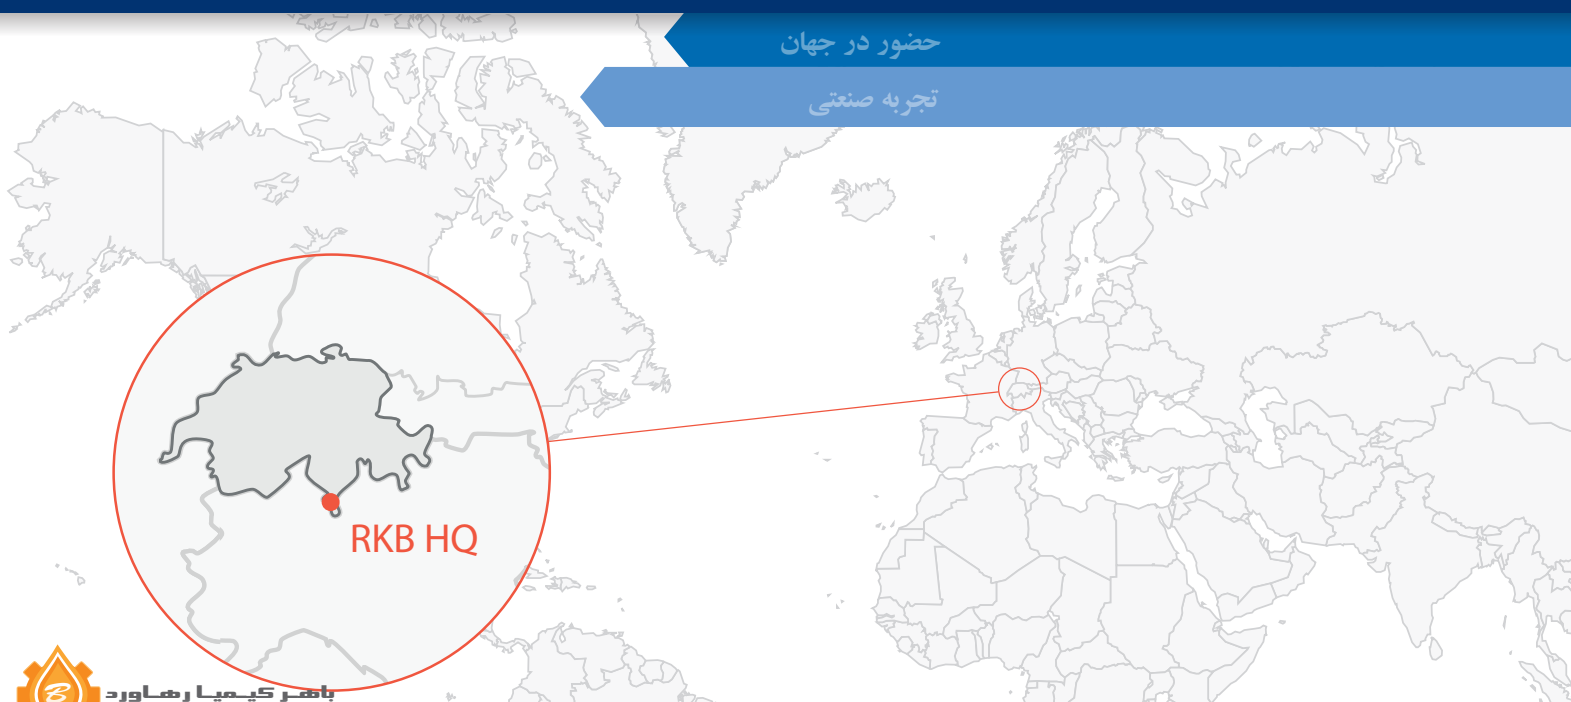 حضور در جهان
تجربه صنعتی
RKB HQ
باهر کیمیا رهاورد
B